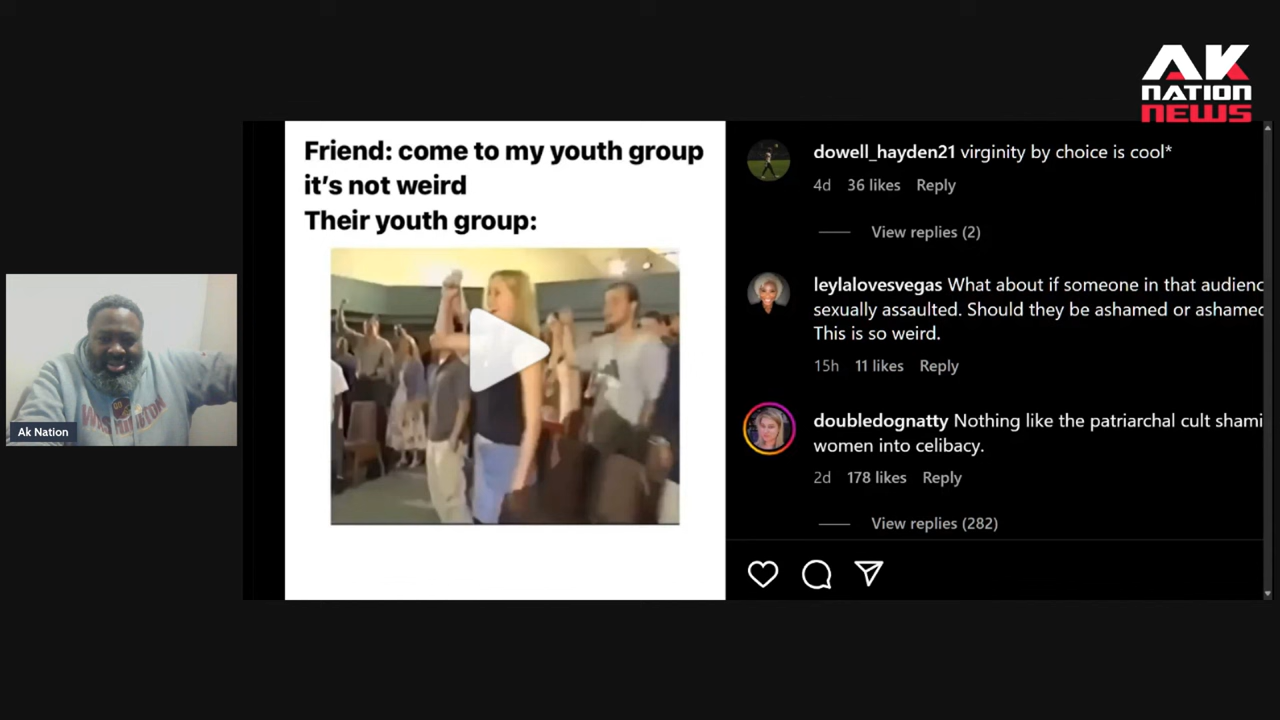 AK
NATION
NEWS
Friend: come to my youth group
it's not weird
Their youth group:
dowell_hayden21 virginity by choice is cool*
4d 36 likes Reply
View replies (2)
leylalovesvegas What about if someone in that audienc
sexually assaulted. Should they be ashamed or ashamed
This is so weird.
15h 11 likes Reply
doubledognatty Nothing like the patriarchal cult shami
women into celibacy.
2d 178 likes Reply
View replies (282)
WASHINGTON
Ak Nation